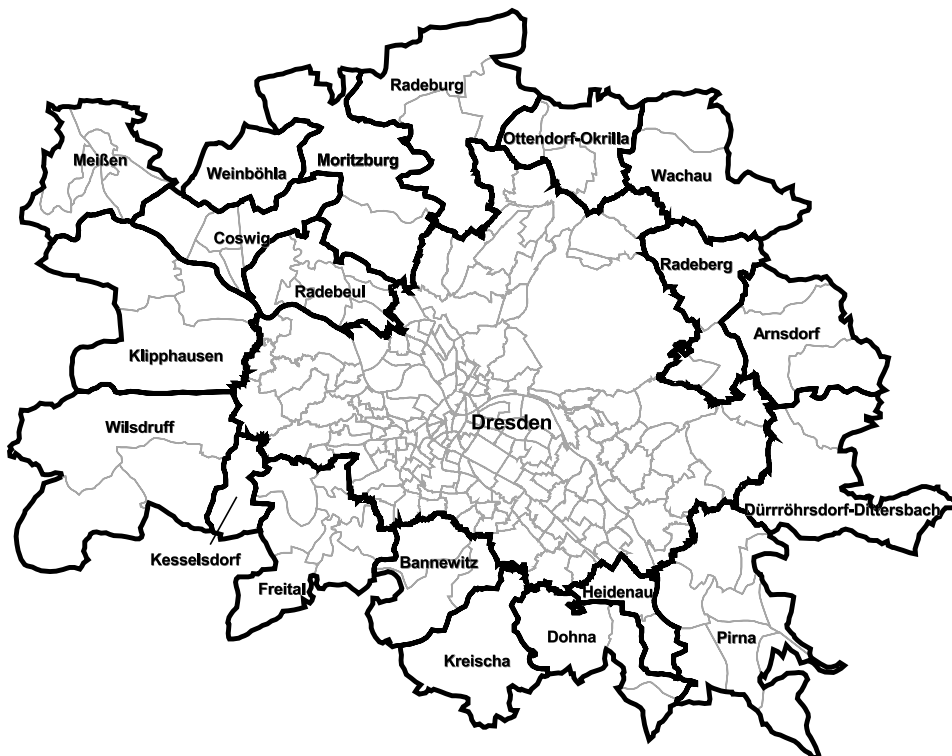 Radeburg
Ottendorf-Okrilla
Meißen
Weinböhla
Moritzburg
Wachau
Coswig
Radeberg
Radebeul
Arnsdorf
Klipphausen
Dresden
Wilsdruff
Dürrröhrsdorf-Dittersbach
Kesselsdorf
Bannewitz
Freital
Heidenau
Dohna
Pirna
Kreischa